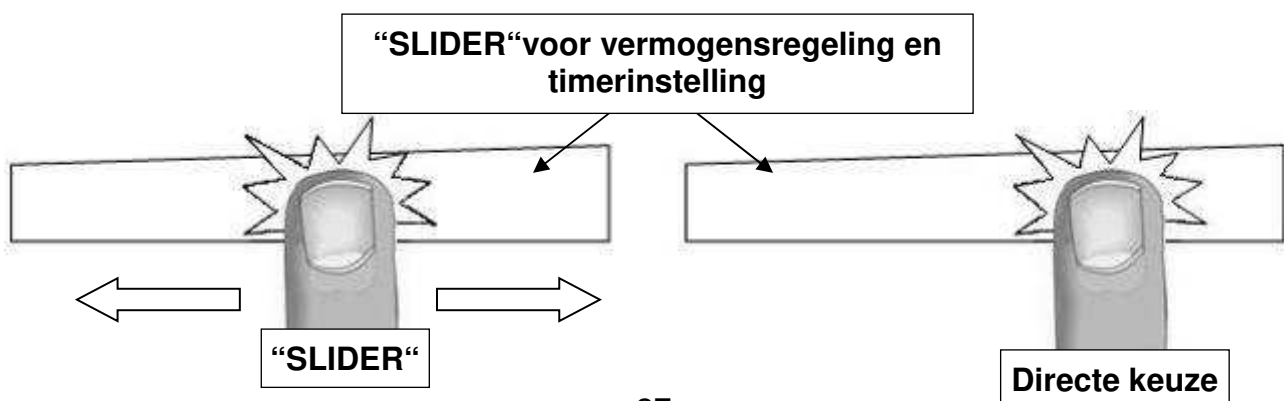 “SLIDER“voor vermogensregeling en
timerinstelling
“SLIDER“
Directe keuze